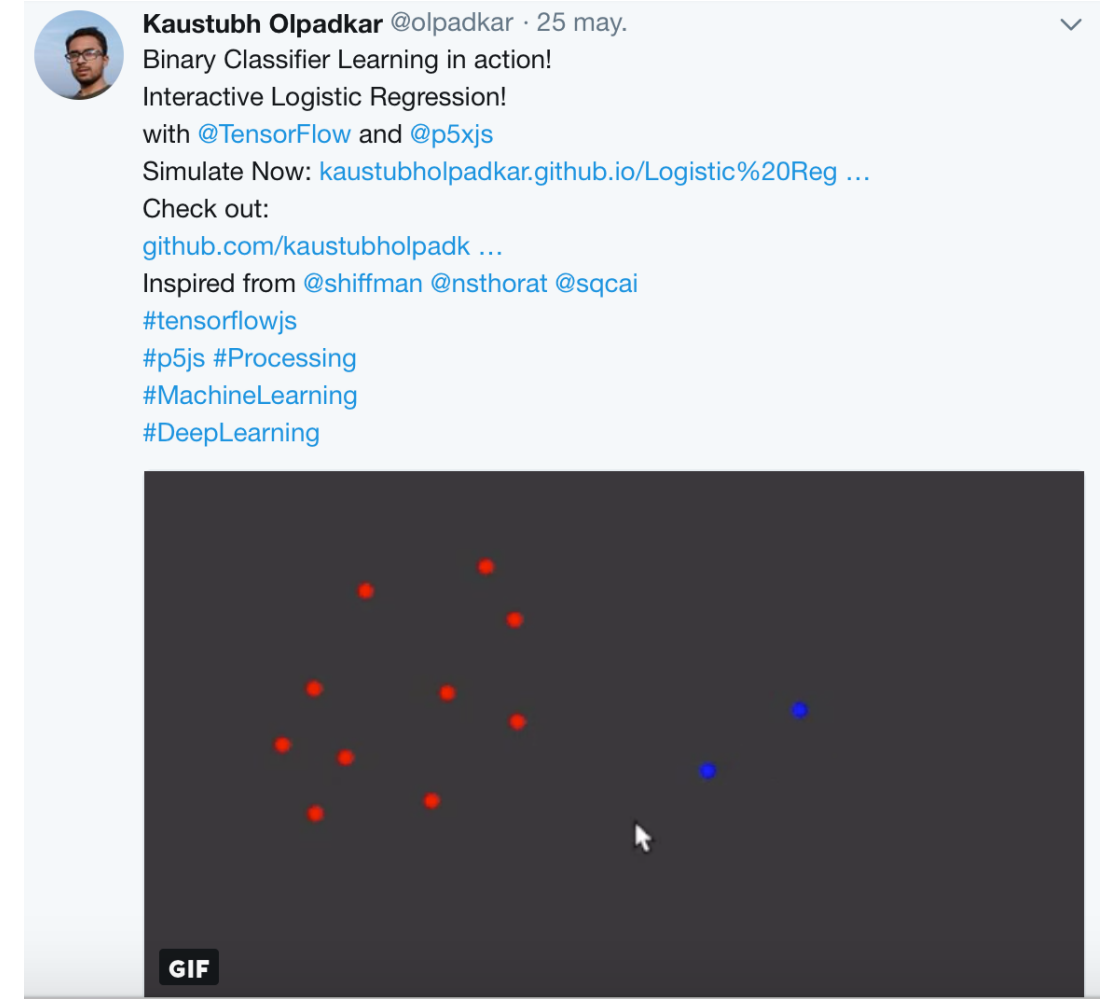 Kaustubh Olpadkar @olpadkar · 25 may.
Binary Classifier Learning in action!
Interactive Logistic Regression!
with @TensorFlow and @p5xjs
Simulate Now: kaustubholpadkar.github.io/Logistic%20Reg …
Check out:
github.com/kaustubholpadk …
Inspired from @shiffman @nsthorat @sqcai
#tensorflowjs
#p5js #Processing
#MachineLearning
#DeepLearning
GIF